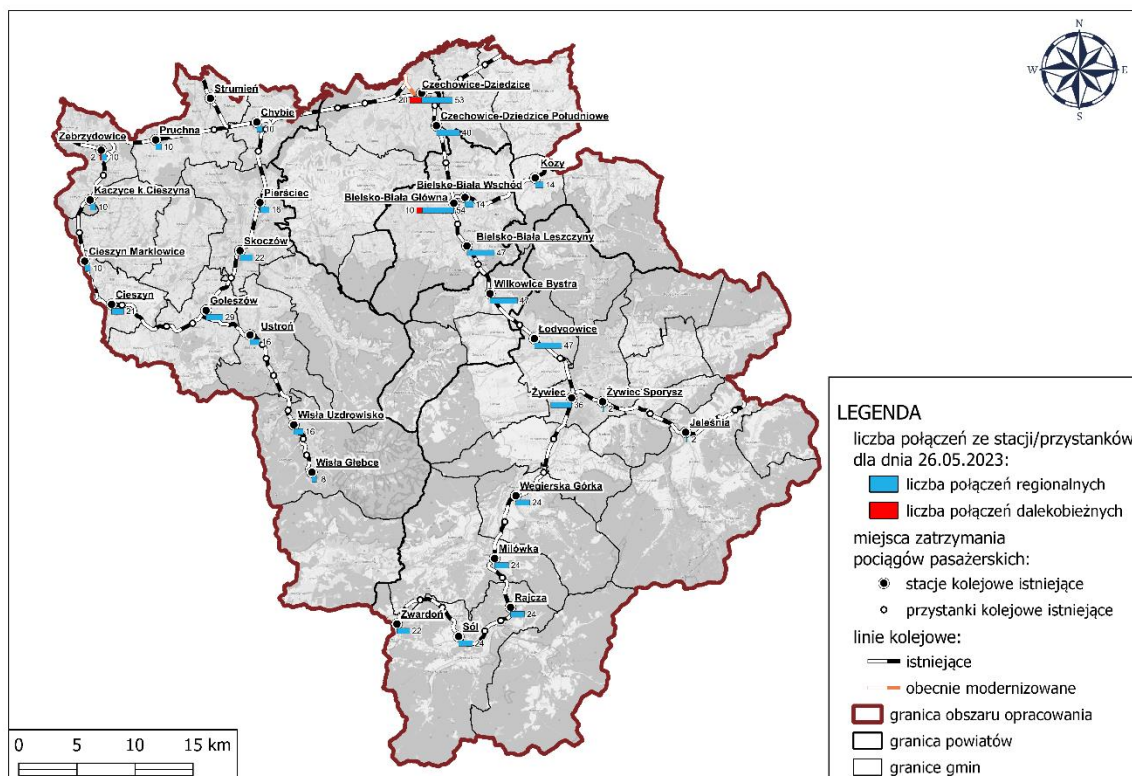 N
W
E
S
Strumień
Czechowice-Dziedzice
20
53
Chybie
10
Czechowice-Dziedzice Południowe
40
Pruchna
10
Zebrzydowice
2
10
Kozy
14
Bielsko-Biała Wschód
14
Kaczyce k Cieszyna
10
Pierściec
16
Bielsko-Biała Główna
10
54
Skoczów
22
Bielsko-Biała Leszczyny
47
Cieszyn Marklowice
10
Wilkowice Bystra
47
Cieszyn
21
Goleszów
29
Ustroń
16
Łodygowice
47
Żywiec
36
Żywiec Sporysz
2
Wisła Uzdrowisko
16
Jeleśnia
2
Wisła Głębce
8
Węgierska Górka
24
Milówka
24
Rajcza
24
Zwardoń
22
Sól
24
LEGENDA
liczba połączeń ze stacji/przystanków
dla dnia 26.05.2023:
liczba połączeń regionalnych
liczba połączeń dalekobieżnych
miejsca zatrzymania
pociągów pasażerskich:
stacje kolejowe istniejące
przystanki kolejowe istniejące
linie kolejowe:
istniejące
obecnie modernizowane
granica obszaru opracowania
granica powiatów
granice gmin
0 5 10 15 km